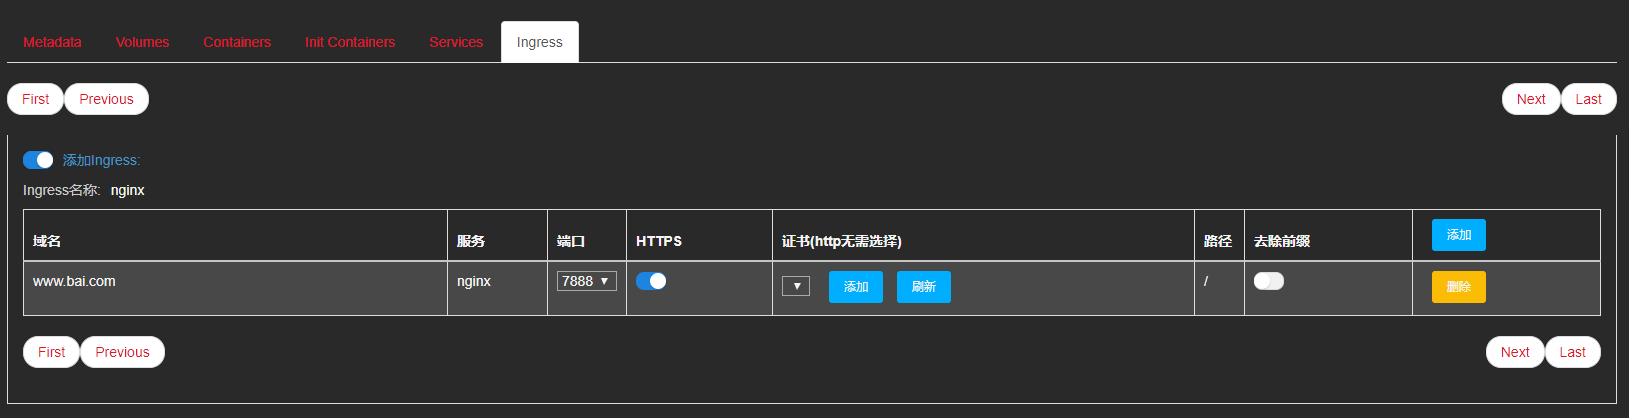 Metadata Volumes Containers Init Containers Services Ingress
First Previous Next Last
添加Ingress:
Ingress名称: nginx
域名 服务 端口 HTTPS 证书(http无需选择) 路径 去除前缀 添加
www.bai.com nginx 7888 添加 刷新 / 删除
First Previous Next Last